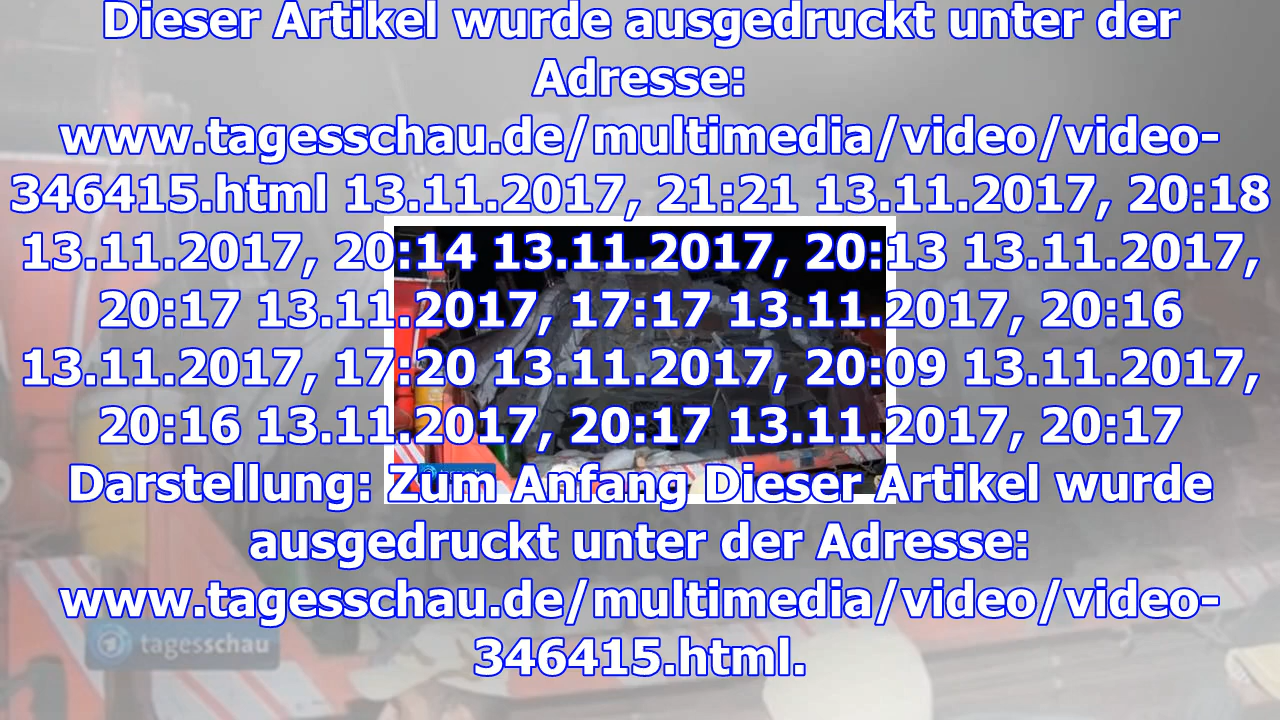 Dieser Artikel wurde ausgedruckt unter der
Adresse:
www.tagesschau.de/multimedia/video/video-
346415.html 13.11.2017, 21:21 13.11.2017, 20:18
13.11.2017, 20:14 13.11.2017, 20:13 13.11.2017,
20:17 13.11.2017, 17:17 13.11.2017, 20:16
13.11.2017, 17:20 13.11.2017, 20:09 13.11.2017,
20:16 13.11.2017, 20:17 13.11.2017, 20:17
Darstellung: Zum Anfang Dieser Artikel wurde
ausgedruckt unter der Adresse:
www.tagesschau.de/multimedia/video/video-
346415.html.
tagesschau